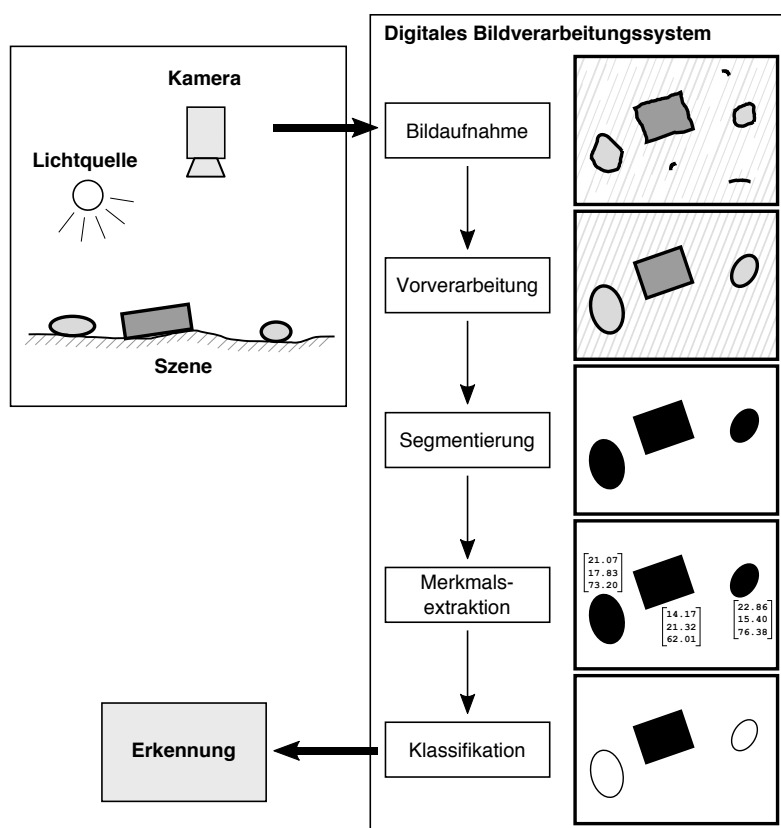 Digitales Bildverarbeitungssystem
Kamera
Lichtquelle
Szene
Bildaufnahme
Vorverarbeitung
Segmentierung
Merkmals-
extraktion
21.07
17.83
73.20
14.17
21.32
62.01
22.86
15.40
76.38
Klassifikation
Erkennung